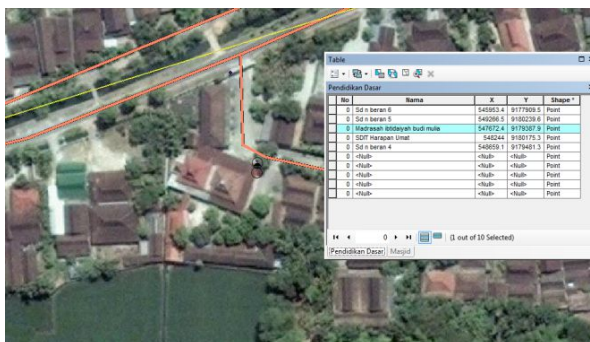 Table
Pendidikan Dasar
No Nama X Y Shape *
0 Sd n beran 6 545953.4 9177909.5 Point
0 Sd n beran 5 549266.5 9180239.6 Point
0 Madrasah ibtidaiyah budi mulia 547672.4 9179387.9 Point
0 SDIT Harapan Umat 548244 9180175.3 Point
0 Sd n beran 4 548659.1 9179481.3 Point
0 <Null> <Null> <Null> Point
0 <Null> <Null> <Null> Point
0 <Null> <Null> <Null> Point
0 <Null> <Null> <Null> Point
0 <Null> <Null> <Null> Point
0 (1 out of 10 Selected)
Pendidikan Dasar Masjid